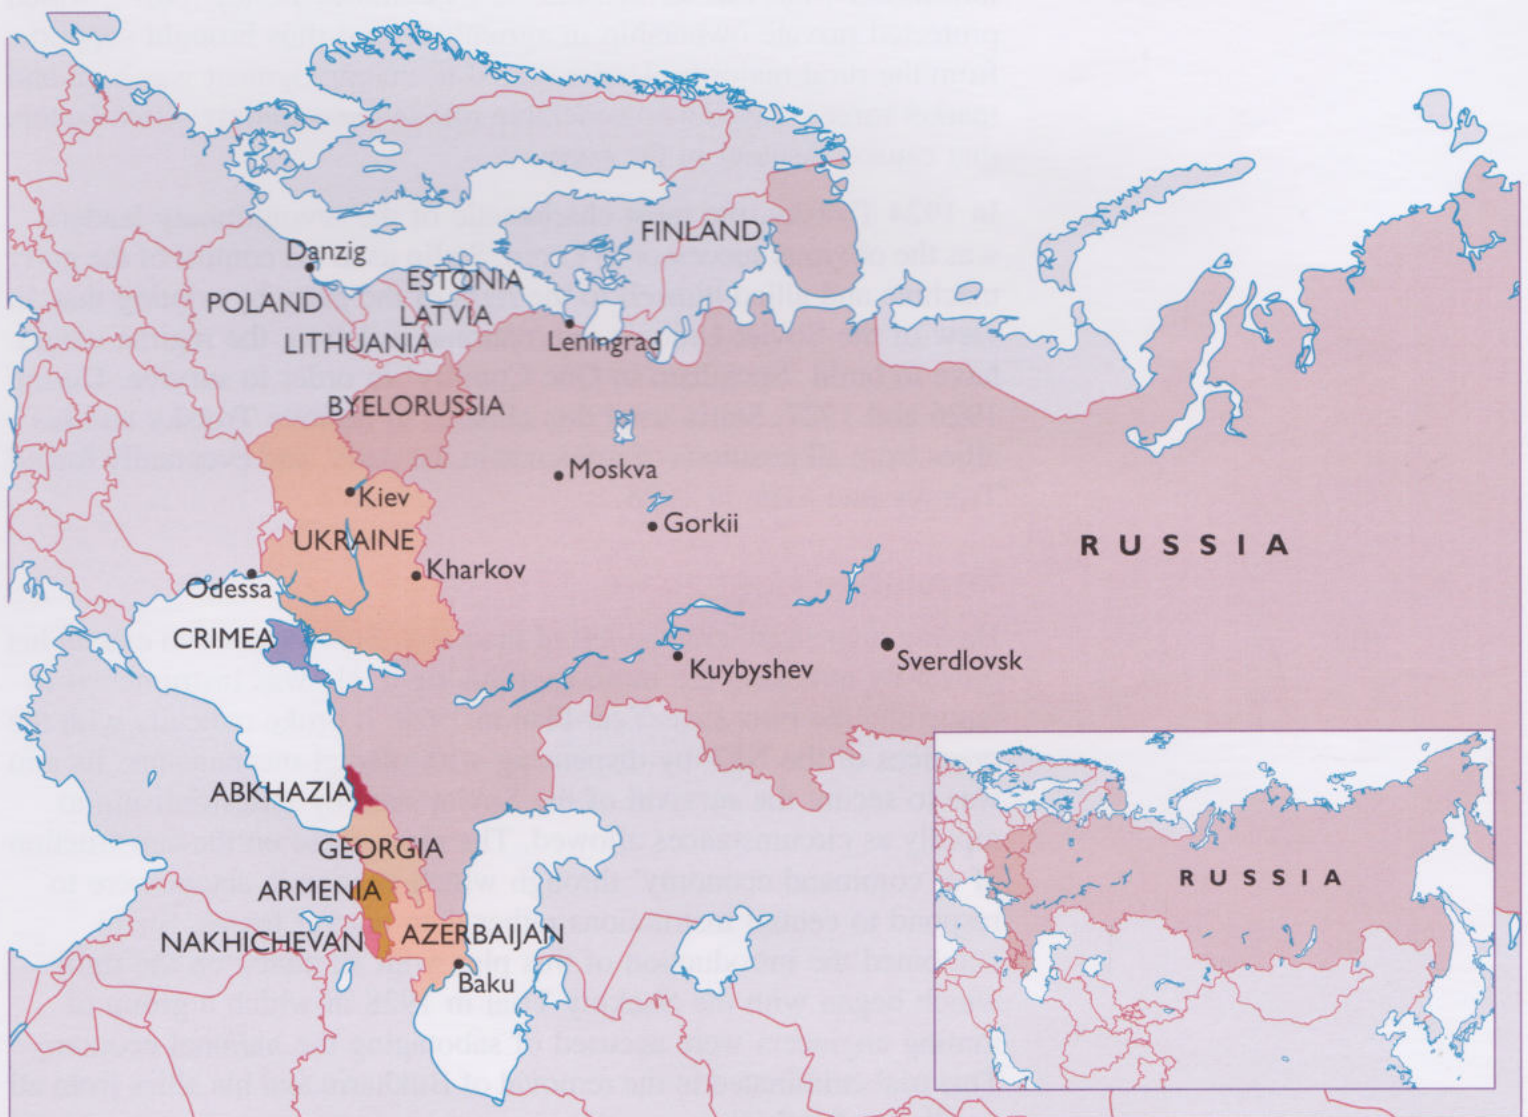 FINLAND
Danzig
ESTONIA
POLAND
LATVIA
LITHUANIA
Leningrad
BYELORUSSIA
Moskva
Kiev
Gorkii
UKRAINE
RUSSIA
Kharkov
Odessa
CRIMEA
Kuybyshev
Sverdlovsk
ABKHAZIA
GEORGIA
RUSSIA
ARMENIA
NAKHICHEVAN
AZERBAIJAN
Baku